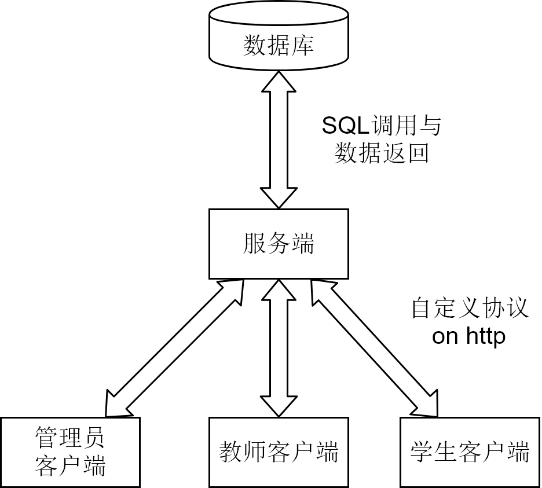 数据库
SQL调用与
数据返回
服务端
自定义协议
on http
管理员
客户端
教师客户端
学生客户端